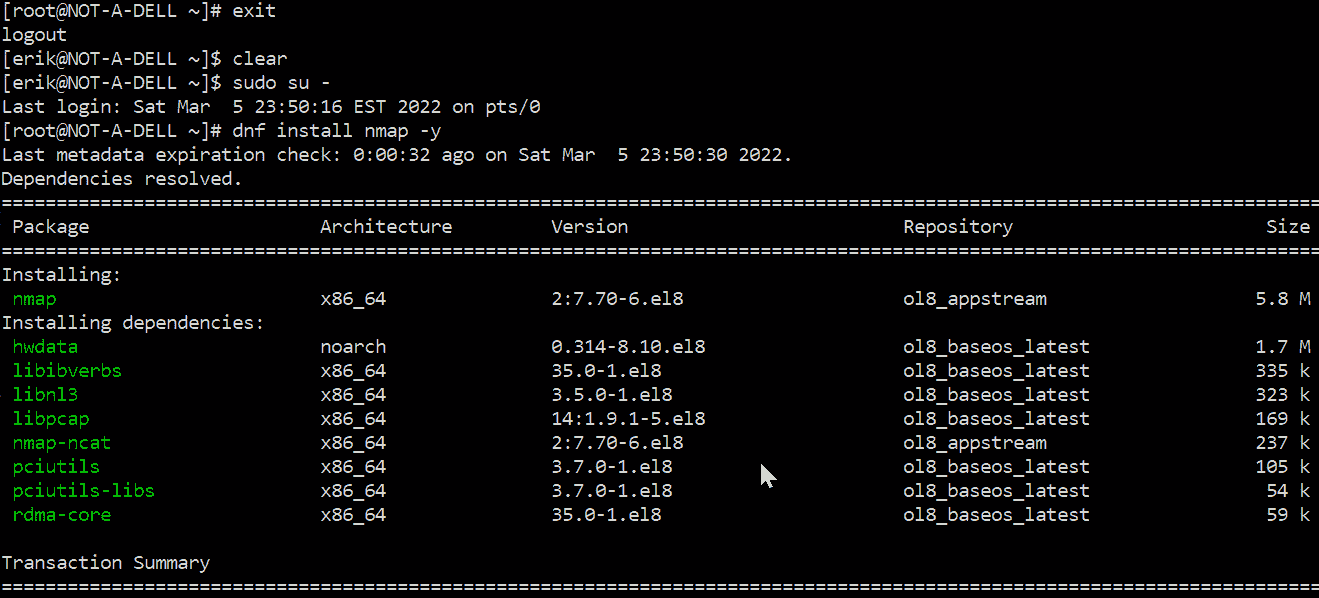 [root@NOT-A-DELL ~]# exit
logout
[erik@NOT-A-DELL ~]$ clear
[erik@NOT-A-DELL ~]$ sudo su -
Last login: Sat Mar  5 23:50:16 EST 2022 on pts/0
[root@NOT-A-DELL ~]# dnf install nmap -y
Last metadata expiration check: 0:00:32 ago on Sat Mar  5 23:50:30 2022.
Dependencies resolved.
========================================================================================================================
Package Architecture Version Repository Size
========================================================================================================================
Installing:
nmap x86_64 2:7.70-6.el8 ol8_appstream 5.8 M
Installing dependencies:
hwdata noarch 0.314-8.10.el8 ol8_baseos_latest 1.7 M
libibverbs x86_64 35.0-1.el8 ol8_baseos_latest 335 k
libnl3 x86_64 3.5.0-1.el8 ol8_baseos_latest 323 k
libpcap x86_64 14:1.9.1-5.el8 ol8_baseos_latest 169 k
nmap-ncat x86_64 2:7.70-6.el8 ol8_appstream 237 k
pciutils x86_64 3.7.0-1.el8 ol8_baseos_latest 105 k
pciutils-libs x86_64 3.7.0-1.el8 ol8_baseos_latest 54 k
rdma-core x86_64 35.0-1.el8 ol8_baseos_latest 59 k
Transaction Summary
========================================================================================================================